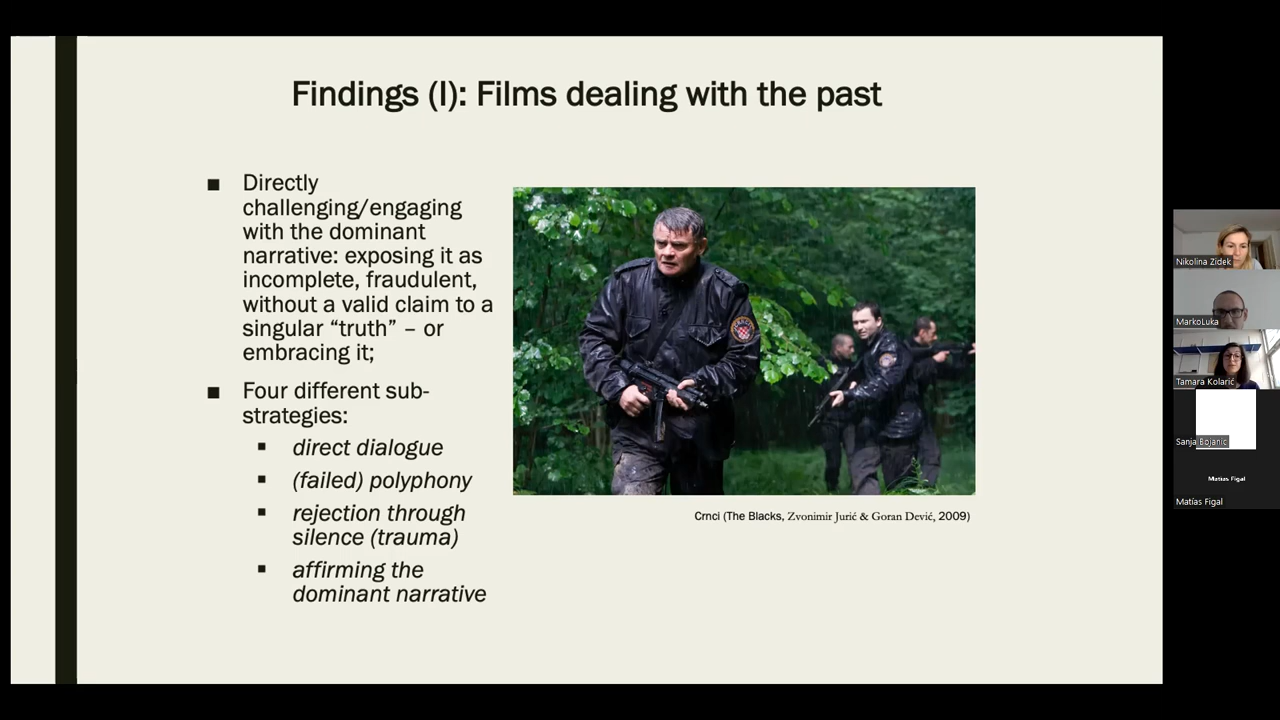 Findings (I): Films dealing with the past
■ Directly
challenging/engaging
with the dominant
narrative: exposing it as
incomplete, fraudulent,
without a valid claim to a
singular “truth” – or
embracing it;
■ Four different sub-
strategies:
▪ direct dialogue
▪ (failed) polyphony
▪ rejection through
silence (trauma)
▪ affirming the
dominant narrative
Crnci (The Blacks, Zvonimir Jurić & Goran Dević, 2009)
Nikolina Zidek
MarkoLuka
Tamara Kolarić
Sanja Bojanic
Matías Figal
Matías Figal